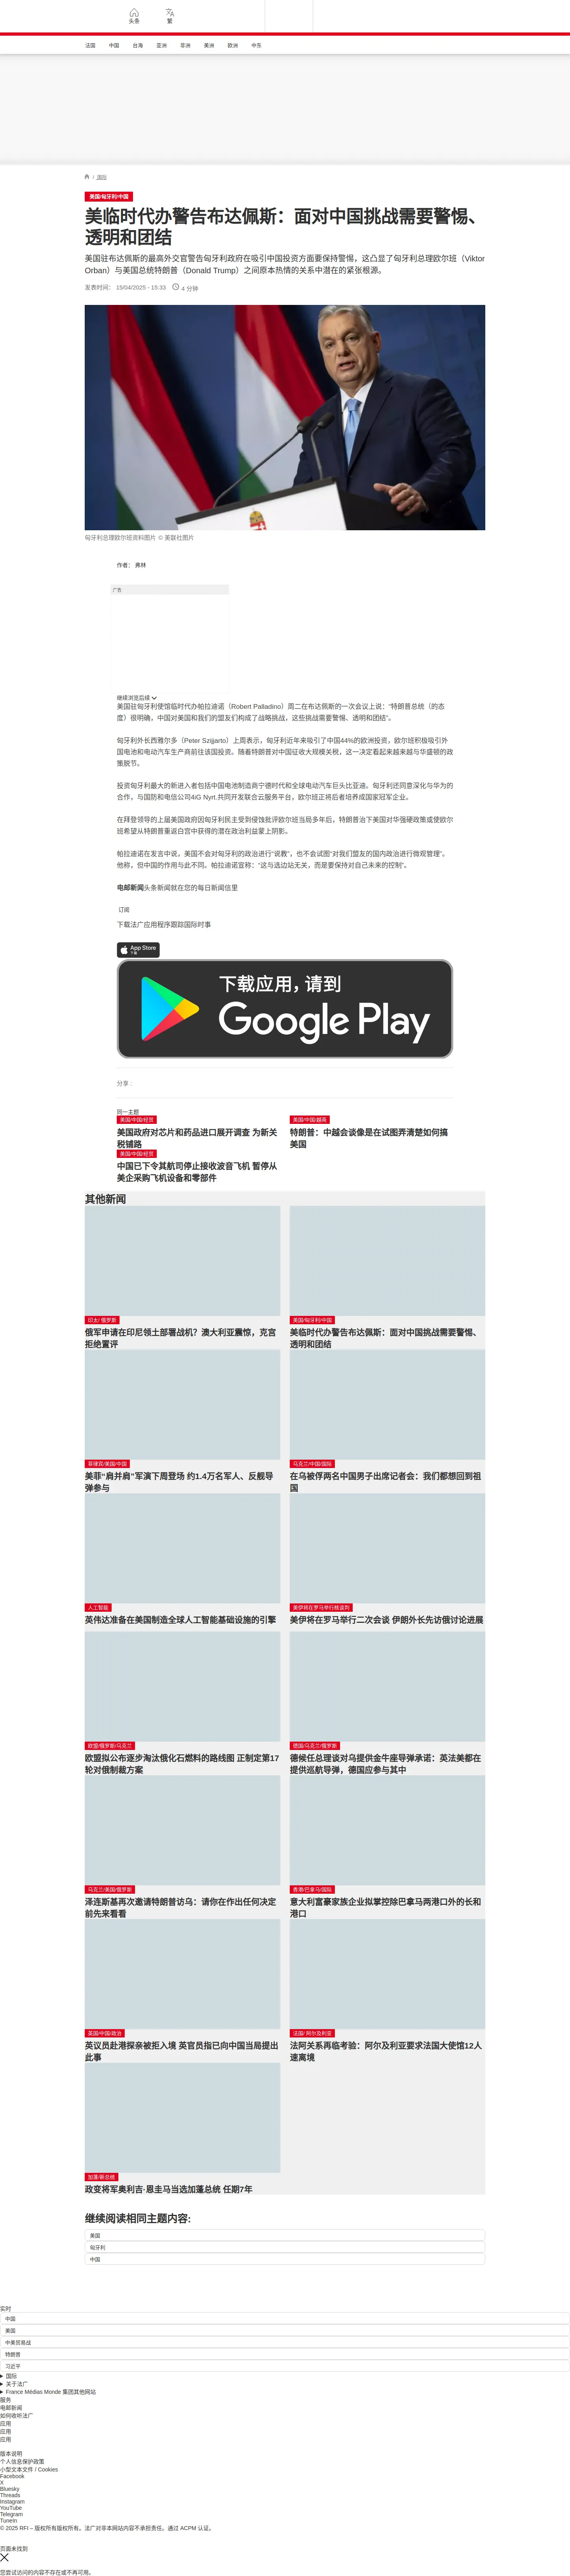 头条
繁
法国
中国
台海
亚洲
非洲
美洲
欧洲
中东
/ 国际
美国/匈牙利/中国
美临时代办警告布达佩斯：面对中国挑战需要警惕、
透明和团结
美国驻布达佩斯的最高外交官警告匈牙利政府在吸引中国投资方面要保持警惕，这凸显了匈牙利总理欧尔班（Viktor
Orban）与美国总统特朗普（Donald Trump）之间原本热情的关系中潜在的紧张根源。
发表时间： 15/04/2025 - 15:33
4 分钟
匈牙利总理欧尔班资料图片 © 美联社图片
作者： 弗林
广告
继续浏览后续
美国驻匈牙利使馆临时代办帕拉迪诺（Robert Palladino）周二在布达佩斯的一次会议上说：“特朗普总统（的态
度）很明确，中国对美国和我们的盟友们构成了战略挑战，这些挑战需要警惕、透明和团结”。
匈牙利外长西雅尔多（Peter Szijjarto）上周表示，匈牙利近年来吸引了中国44%的欧洲投资，欧尔班积极吸引外
国电池和电动汽车生产商前往该国投资。随着特朗普对中国征收大规模关税，这一决定看起来越来越与华盛顿的政
策脱节。
投资匈牙利最大的新进入者包括中国电池制造商宁德时代和全球电动汽车巨头比亚迪。匈牙利还同意深化与华为的
合作，与国防和电信公司4iG Nyrt.共同开发联合云服务平台，欧尔班正将后者培养成国家冠军企业。
在拜登领导的上届美国政府因匈牙利民主受到侵蚀批评欧尔班当局多年后，特朗普治下美国对华强硬政策或使欧尔
班希望从特朗普重返白宫中获得的潜在政治利益蒙上阴影。
帕拉迪诺在发言中说，美国不会对匈牙利的政治进行“说教”，也不会试图“对我们盟友的国内政治进行微观管理”。
他称，但中国的作用与此不同。帕拉迪诺宣称：“这与选边站无关，而是要保持对自己未来的控制”。
电邮新闻头条新闻就在您的每日新闻信里
订阅
下载法广应用程序跟踪国际时事
App Store
下载
下载应用，请到
Google Play
分享 :
同一主题
美国/中国/经贸
美国政府对芯片和药品进口展开调查 为新关
税铺路
美国/中国/越南
特朗普：中越会谈像是在试图弄清楚如何搞
美国
美国/中国/经贸
中国已下令其航司停止接收波音飞机 暂停从
美企采购飞机设备和零部件
其他新闻
印太/ 俄罗斯
俄军申请在印尼领土部署战机？澳大利亚震惊，克宫
拒绝置评
美国/匈牙利/中国
美临时代办警告布达佩斯：面对中国挑战需要警惕、
透明和团结
菲律宾/美国/中国
美菲“肩并肩”军演下周登场 约1.4万名军人、反舰导
弹参与
乌克兰/中国/国际
在乌被俘两名中国男子出席记者会：我们都想回到祖
国
人工智能
英伟达准备在美国制造全球人工智能基础设施的引擎
美伊将在罗马举行核谈判
美伊将在罗马举行二次会谈 伊朗外长先访俄讨论进展
欧盟/俄罗斯/乌克兰
欧盟拟公布逐步淘汰俄化石燃料的路线图 正制定第17
轮对俄制裁方案
德国/乌克兰/俄罗斯
德候任总理谈对乌提供金牛座导弹承诺：英法美都在
提供巡航导弹，德国应参与其中
乌克兰/美国/俄罗斯
泽连斯基再次邀请特朗普访乌：请你在作出任何决定
前先来看看
香港/巴拿马/国际
意大利富豪家族企业拟掌控除巴拿马两港口外的长和
港口
英国/中国/政治
英议员赴港探亲被拒入境 英官员指已向中国当局提出
此事
法国/ 阿尔及利亚
法阿关系再临考验：阿尔及利亚要求法国大使馆12人
速离境
加蓬/新总统
政变将军奥利吉·恩圭马当选加蓬总统 任期7年
继续阅读相同主题内容:
美国
匈牙利
中国
实时
中国
美国
中美贸易战
特朗普
习近平
国际
关于法广
France Médias Monde 集团其他网站
服务
电邮新闻
如何收听法广
应用
应用
应用
版本说明
个人信息保护政策
小型文本文件 / Cookies
Facebook
X
Bluesky
Threads
Instagram
YouTube
Telegram
TuneIn
© 2025 RFI – 版权所有版权所有。法广对非本网站内容不承担责任。通过 ACPM 认证。
页面未找到
您尝试访问的内容不存在或不再可用。